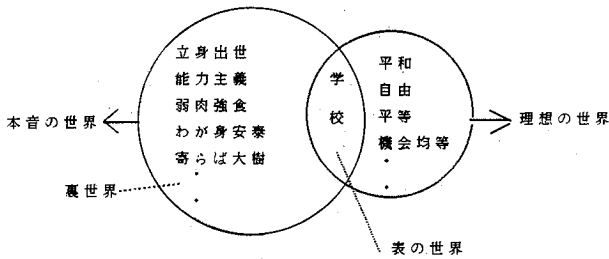 立身出世
能力主義
弱肉強食
わが身安泰
寄らば大樹
学校
平和
自由
平等
機会均等
本音の世界
理想の世界
裏世界
表の世界